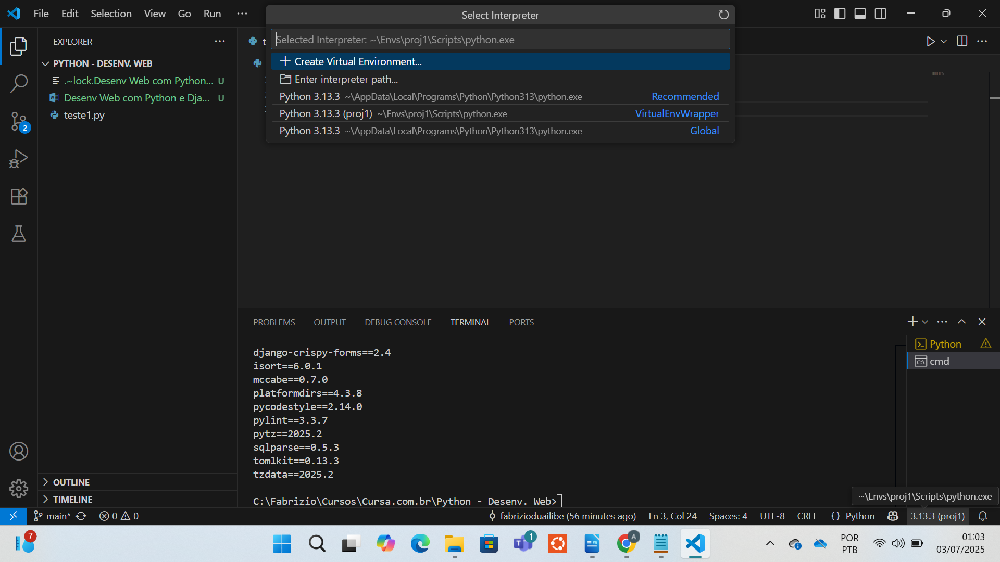 File Edit Selection View Go Run ···
Select Interpreter
Selected Interpreter: ~\Envs\proj1\Scripts\python.exe
Create Virtual Environment...
Enter interpreter path...
Python 3.13.3 ~\AppData\Local\Programs\Python\Python313\python.exe Recommended
Python 3.13.3 (proj1) ~\Envs\proj1\Scripts\python.exe VirtualEnvWrapper
Python 3.13.3 ~\AppData\Local\Programs\Python\Python313\python.exe Global
EXPLORER
PYTHON - DESENV. WEB
.~lock.Desenv Web com Python... U
Desenv Web com Python e Dja... U
teste1.py
2
OUTLINE
TIMELINE
PROBLEMS OUTPUT DEBUG CONSOLE TERMINAL PORTS
django-crispy-forms==2.4
isort==6.0.1
mccabe==0.7.0
platformdirs==4.3.8
pycodestyle==2.14.0
pylint==3.3.7
pytz==2025.2
sqlparse==0.5.3
tomlkit==0.13.3
tzdata==2025.2
C:\Fabrizio\Cursos\Cursa.com.br\Python - Desenv. Web>
Python
cmd
~\Envs\proj1\Scripts\python.exe
main* 0 0 fabrizioduailibe (56 minutes ago) Ln 3, Col 24 Spaces: 4 UTF-8 CRLF {} Python 3.13.3 (proj1)
7
1
A
POR
PTB
01:03
03/07/2025